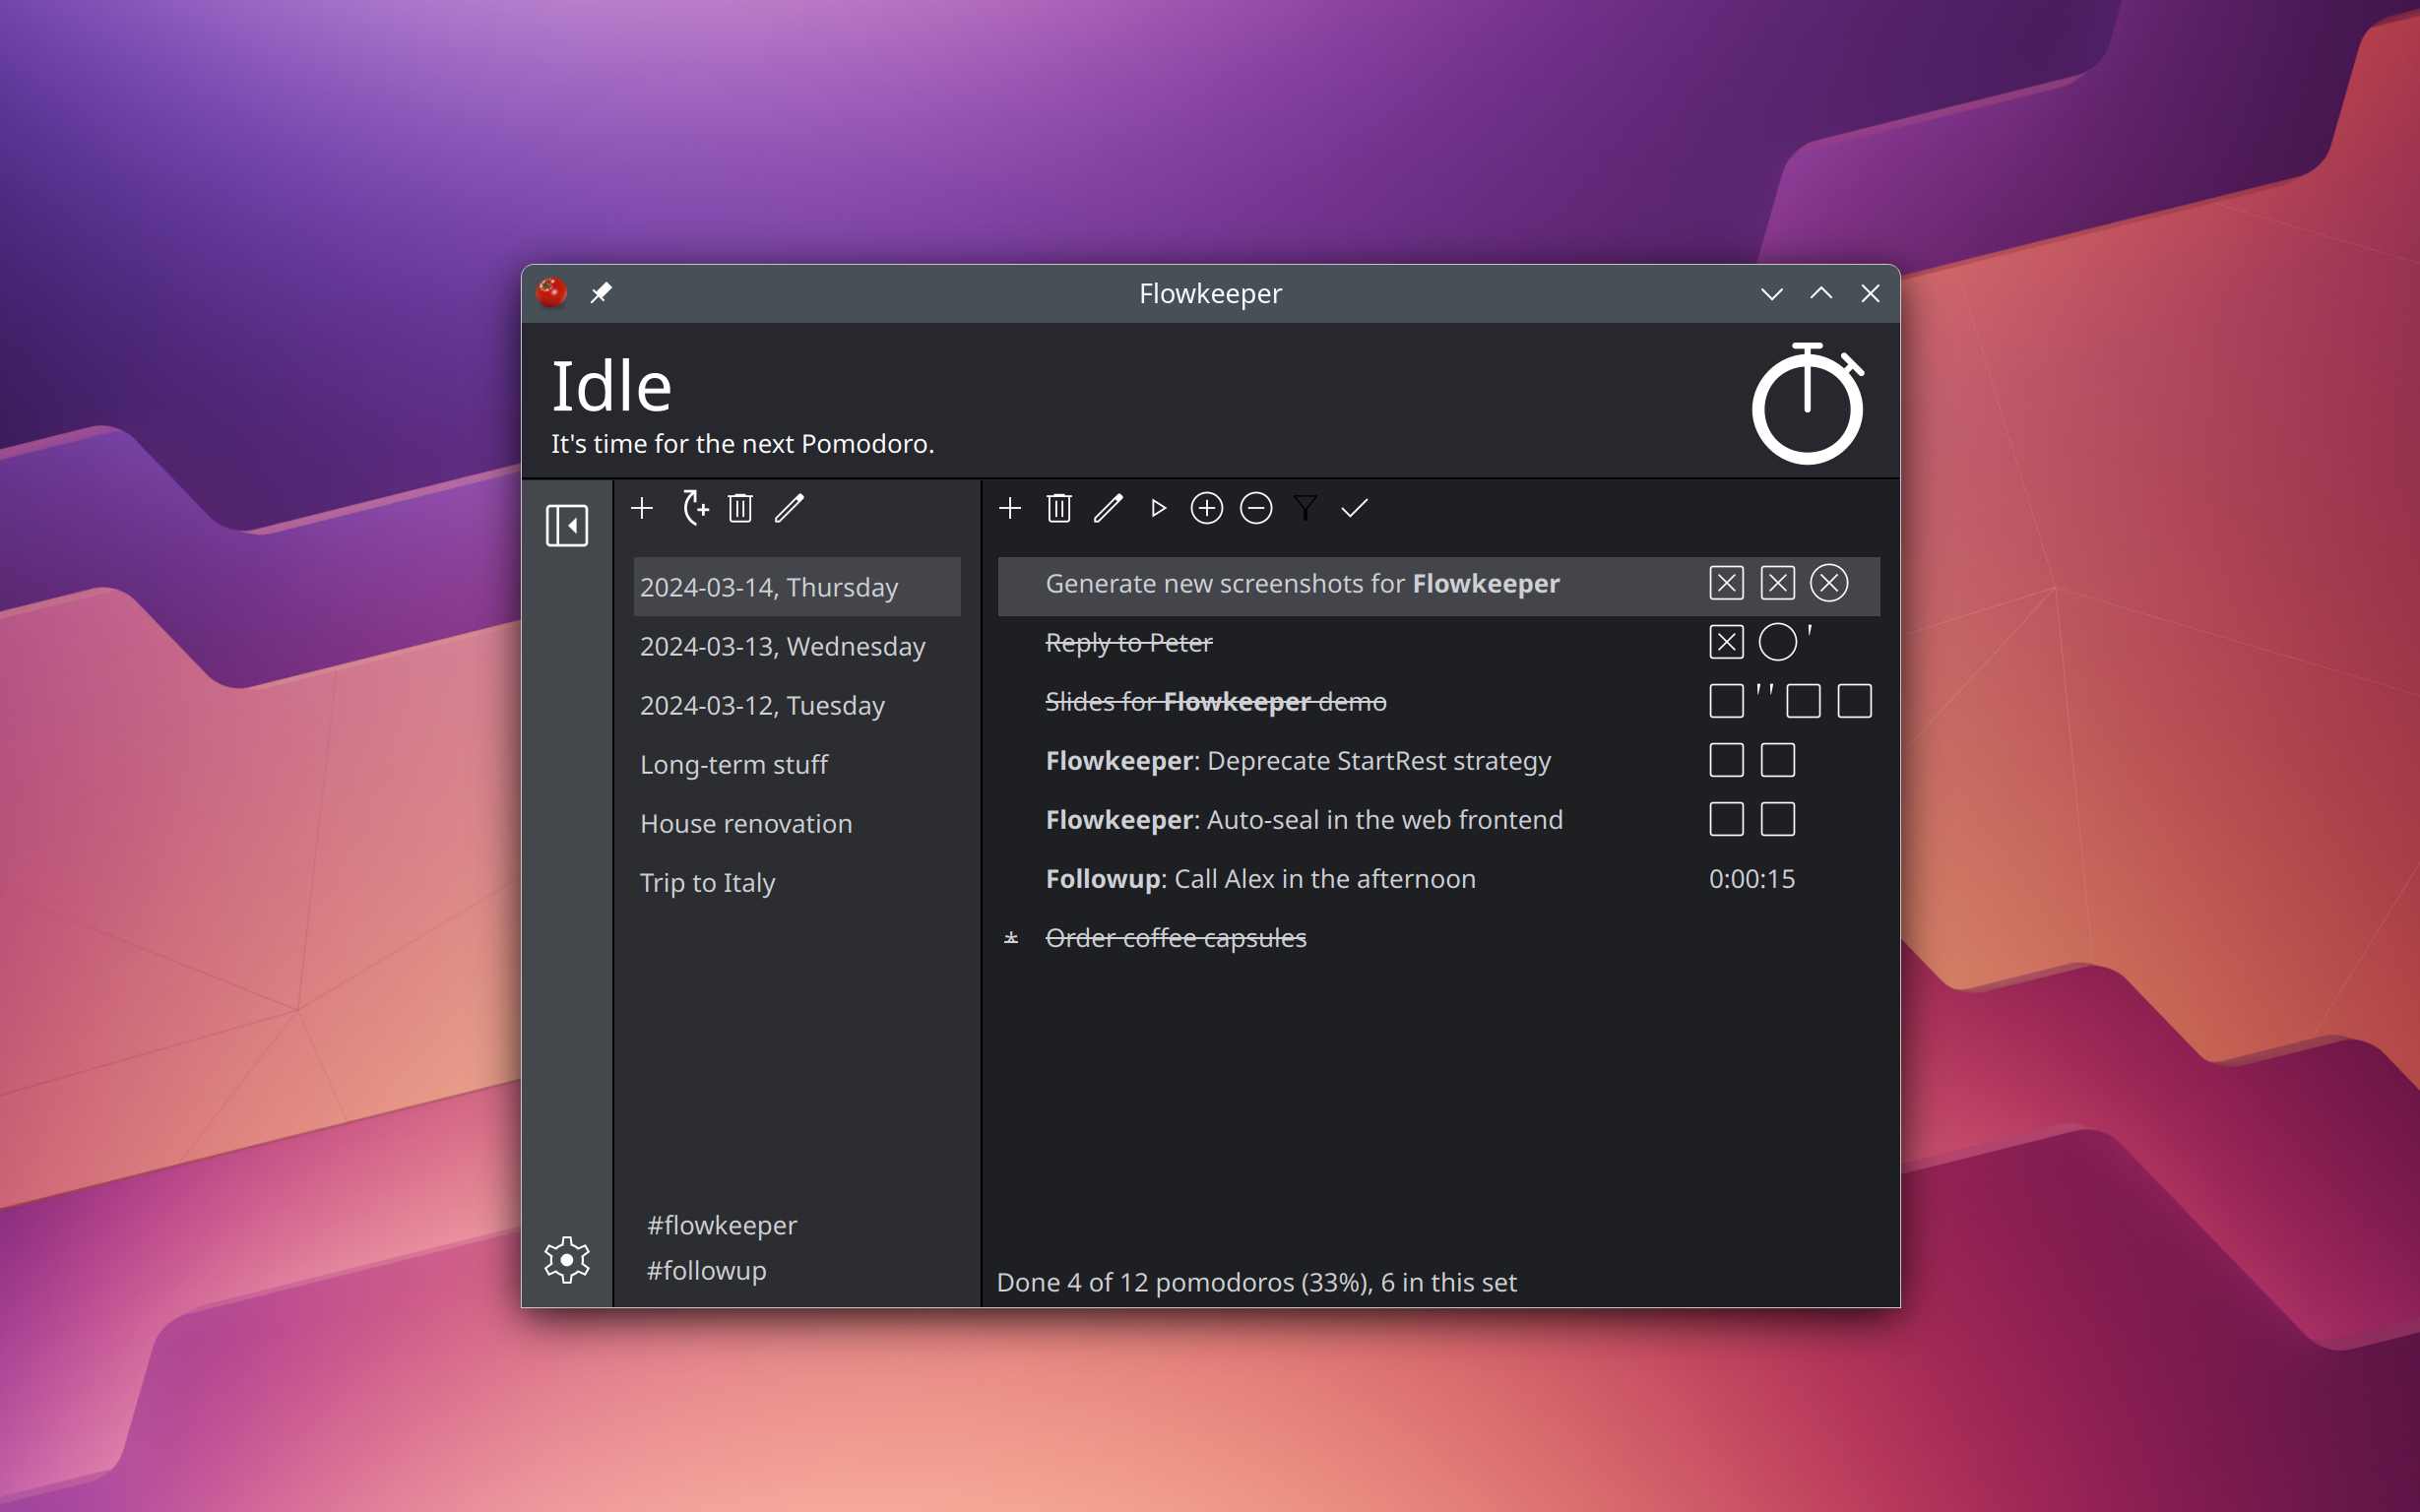 Flowkeeper
Idle
It's time for the next Pomodoro.
2024-03-14, Thursday
2024-03-13, Wednesday
2024-03-12, Tuesday
Long-term stuff
House renovation
Trip to Italy
#flowkeeper
#followup
Generate new screenshots for Flowkeeper
Reply to Peter
'
Slides for Flowkeeper demo
' '
Flowkeeper: Deprecate StartRest strategy
Flowkeeper: Auto-seal in the web frontend
Followup: Call Alex in the afternoon
0:00:15
* Order coffee capsules
Done 4 of 12 pomodoros (33%), 6 in this set